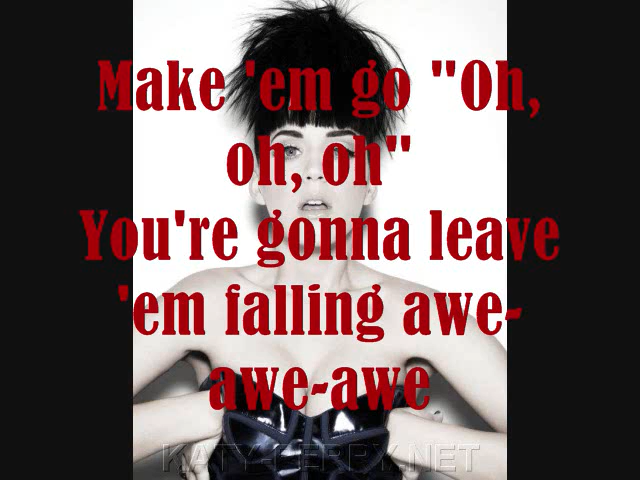 Make 'em go "Oh,
oh, oh"
You're gonna leave
'em falling awe-
awe-awe
KATY-PERRY.NET